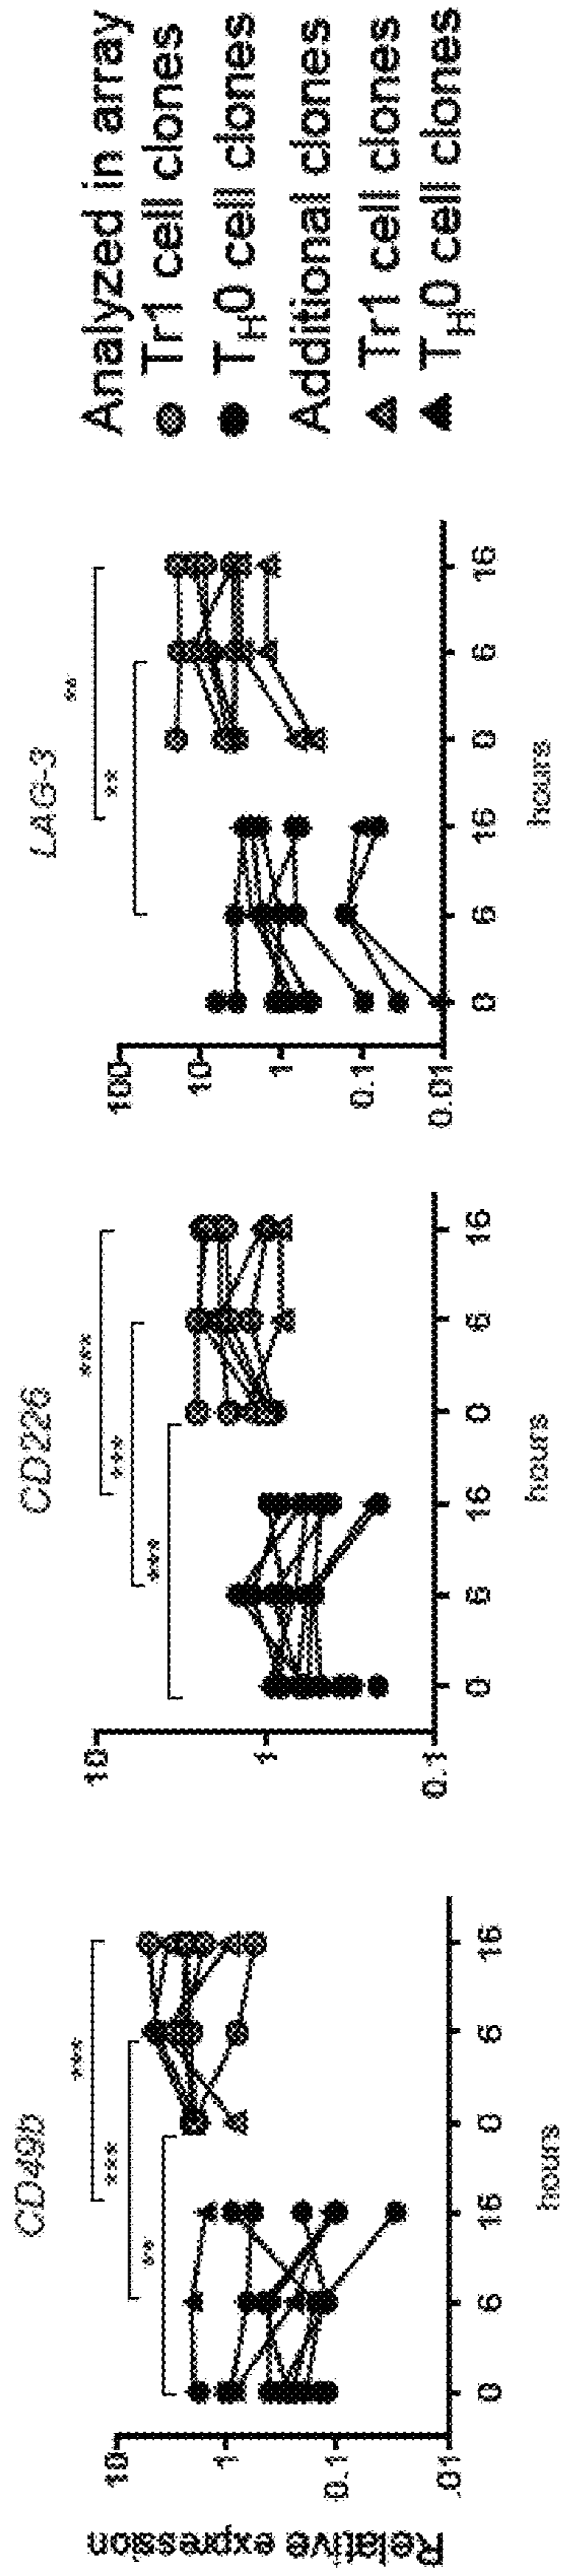 CD49b
CD226
LAG-3
***
***
**
***
***
***
**
**
Relative expression
10
1
0.1
.01
0
6
16
0
6
16
hours
10
1
0.1
0
6
16
0
6
16
hours
100
10
1
0.1
0.01
0
6
16
0
6
16
hours
Analyzed in array
Tr1 cell clones
TH0 cell clones
Additional clones
Tr1 cell clones
TH0 cell clones